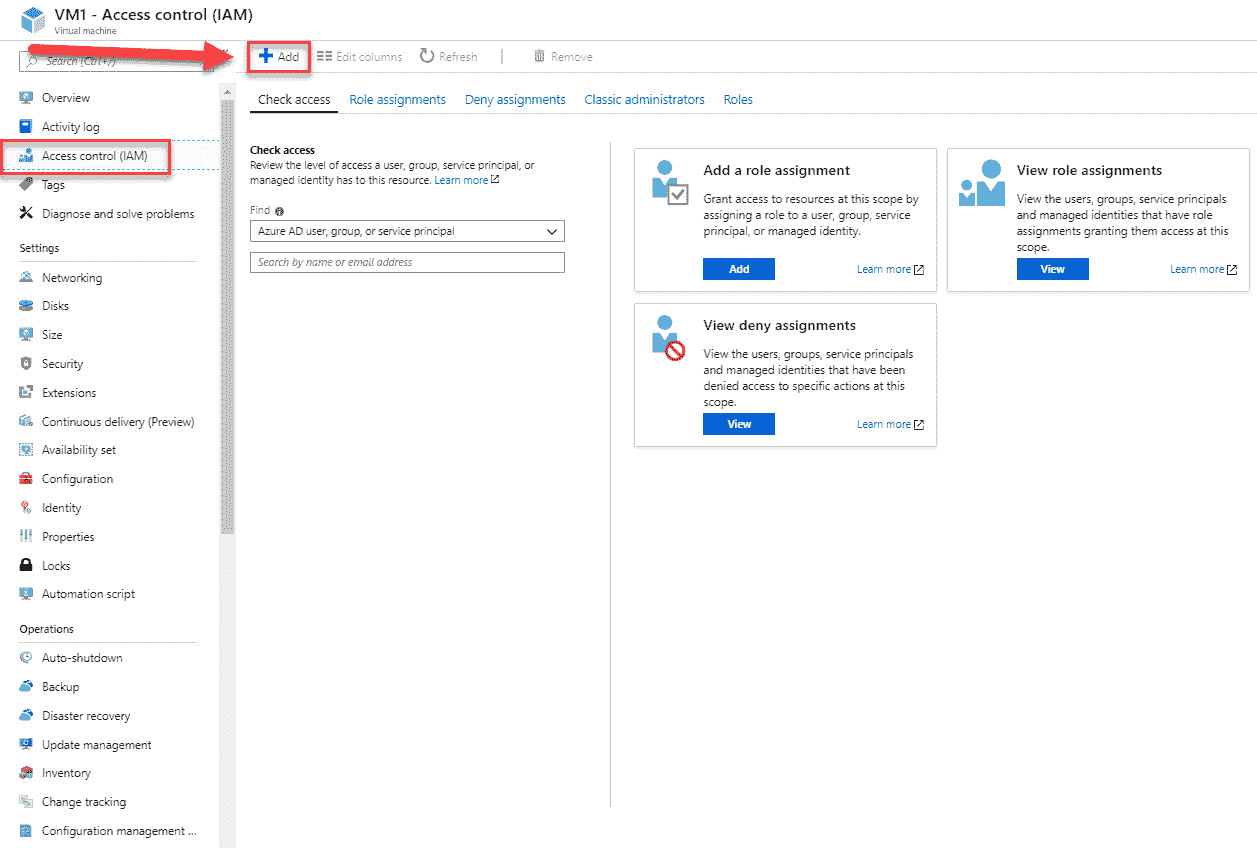 VM1 - Access control (IAM)
Virtual machine
Search (Ctrl+/)
Add
Edit columns
Refresh
Remove
Overview
Activity log
Access control (IAM)
Tags
Diagnose and solve problems
Settings
Networking
Disks
Size
Security
Extensions
Continuous delivery (Preview)
Availability set
Configuration
Identity
Properties
Locks
Automation script
Operations
Auto-shutdown
Backup
Disaster recovery
Update management
Inventory
Change tracking
Configuration management ...
Check access
Role assignments
Deny assignments
Classic administrators
Roles
Check access
Review the level of access a user, group, service principal, or
managed identity has to this resource. Learn more
Find
Azure AD user, group, or service principal
Search by name or email address
Add a role assignment
Grant access to resources at this scope by
assigning a role to a user, group, service
principal, or managed identity.
Add
Learn more
View role assignments
View the users, groups, service principals
and managed identities that have role
assignments granting them access at this
scope.
View
Learn more
View deny assignments
View the users, groups, service principals
and managed identities that have been
denied access to specific actions at this
scope.
View
Learn more